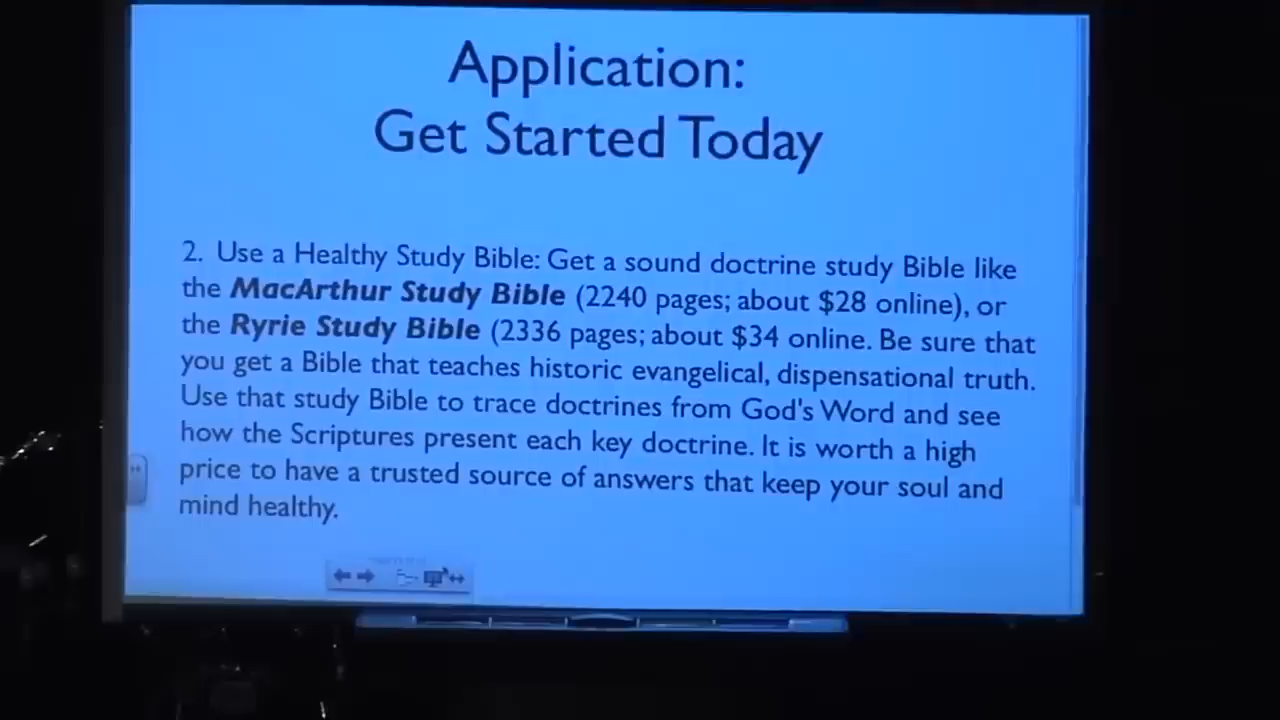 Application:
Get Started Today
2. Use a Healthy Study Bible: Get a sound doctrine study Bible like
the MacArthur Study Bible (2240 pages; about $28 online), or
the Ryrie Study Bible (2336 pages; about $34 online. Be sure that
you get a Bible that teaches historic evangelical, dispensational truth.
Use that study Bible to trace doctrines from God's Word and see
how the Scriptures present each key doctrine. It is worth a high
price to have a trusted source of answers that keep your soul and
mind healthy.